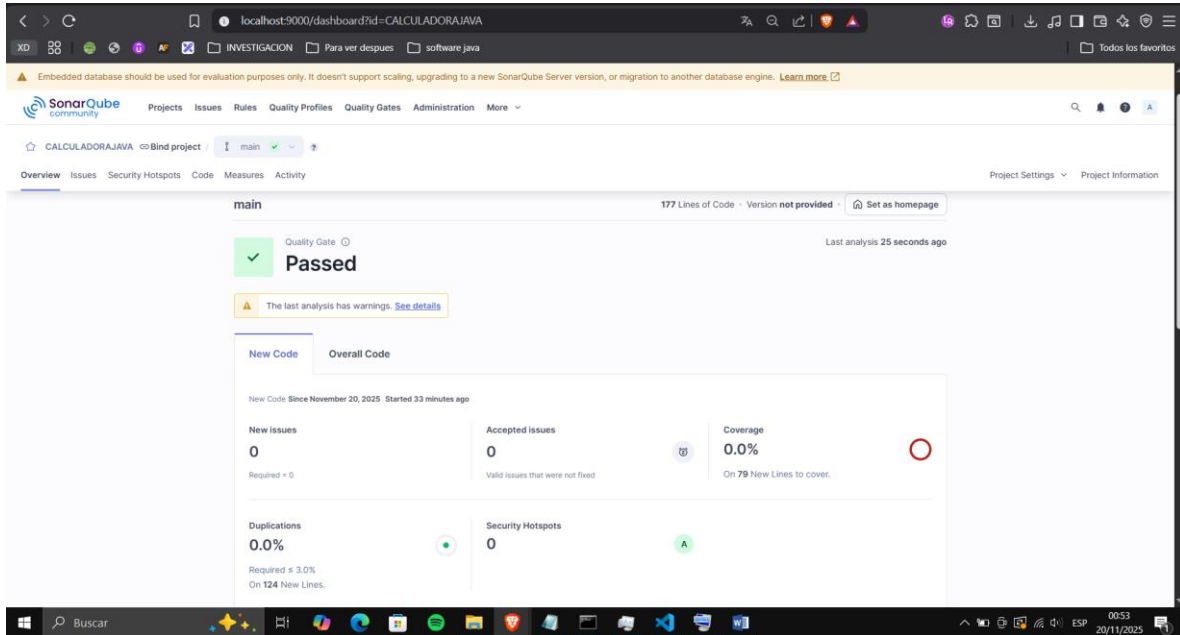 localhost:9000/dashboard?id=CALCULADORAJAVA
XD INVESTIGACION Para ver despues software java Todos los favoritos
Embedded database should be used for evaluation purposes only. It doesn't support scaling, upgrading to a new SonarQube Server version, or migration to another database engine. Learn more
SonarQube community Projects Issues Rules Quality Profiles Quality Gates Administration More A
CALCULADORAJAVA Bind project / main ?
Overview Issues Security Hotspots Code Measures Activity Project Settings Project Information
main 177 Lines of Code · Version not provided · Set as homepage
Quality Gate Last analysis 25 seconds ago
Passed
The last analysis has warnings. See details
New Code Overall Code
New Code Since November 20, 2025 Started 33 minutes ago
New issues Accepted issues Coverage
0 0 0.0%
Required = 0 Valid issues that were not fixed On 79 New Lines to cover.
Duplications Security Hotspots
0.0% 0 A
Required ≤ 3.0%
On 124 New Lines.
Buscar ESP 00:53
20/11/2025